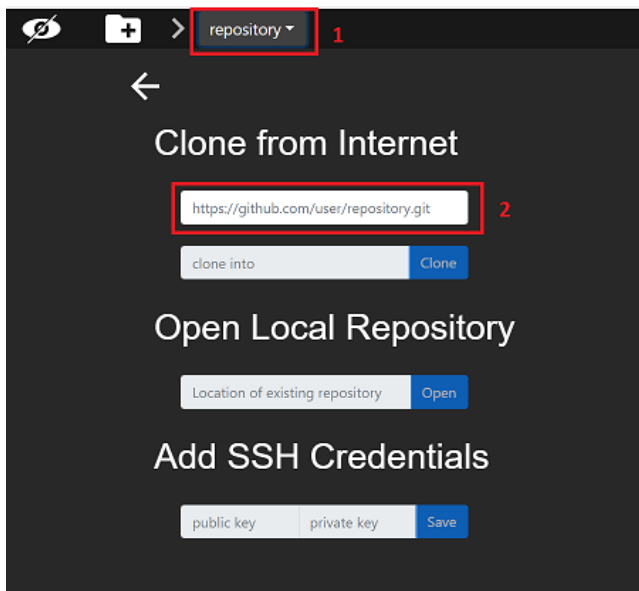 repository
1
Clone from Internet
https://github.com/user/repository.git
2
clone into
Clone
Open Local Repository
Location of existing repository
Open
Add SSH Credentials
public key
private key
Save